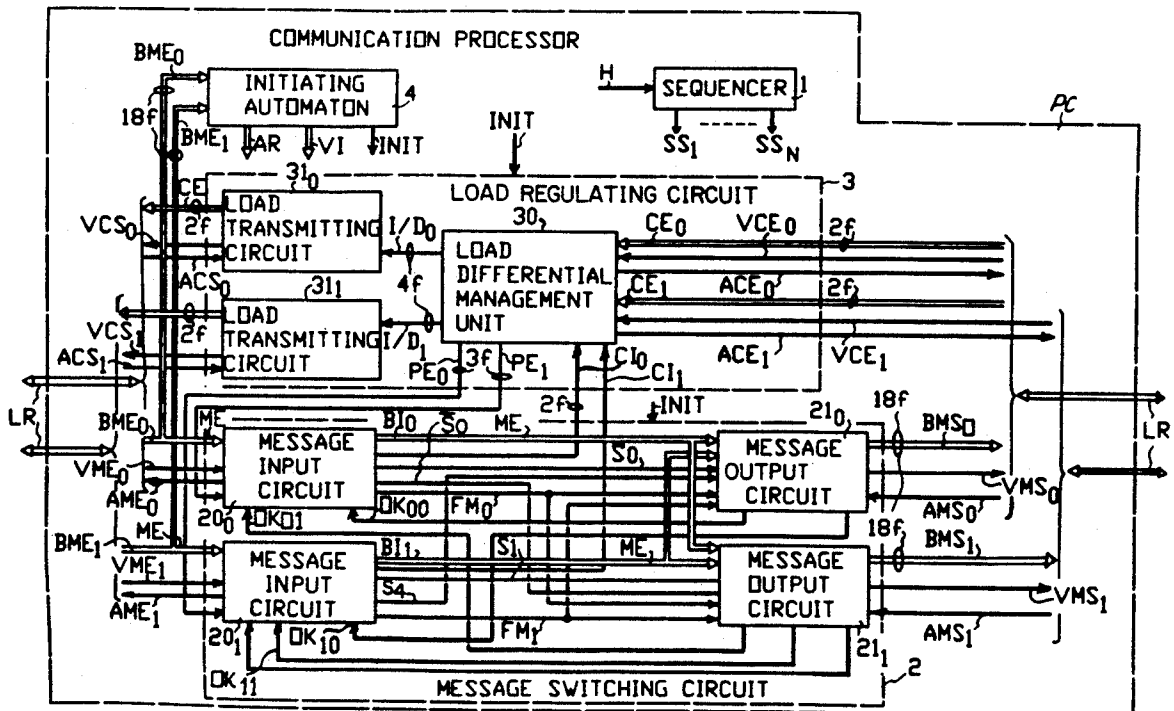 COMMUNICATION PROCESSOR
BME0
INITIATING
AUTOMATON
4
H
SEQUENCER
1
PC
18f
BME1
AR
VI
INIT
INIT
SS1
SSN
310
LOAD REGULATING CIRCUIT
3
CE
LOAD
TRANSMITTING
CIRCUIT
2f
VCS0
ACS0
I/D0
4f
30
LOAD
DIFFERENTIAL
MANAGEMENT
UNIT
CE0
VCE0
2f
ACE0
CE1
2f
311
LOAD
TRANSMITTING
CIRCUIT
2f
VCS1
ACS1
I/D1
ACE1
VCE1
PE0
3f
PE1
CI0
CI1
2f
INIT
LR
LR
BME0
ME
VME0
AME0
MESSAGE
INPUT
CIRCUIT
200
BI0
S0
ME
S0
FM0
OK01
OK00
210
MESSAGE
OUTPUT
CIRCUIT
18f
BMS0
VMS0
AMS0
18f
LR
ME
BME1
VME1
AME1
MESSAGE
INPUT
CIRCUIT
201
BI1
S1
ME
S4
FM1
OK10
OK11
MESSAGE
OUTPUT
CIRCUIT
211
BMS1
VMS1
AMS1
MESSAGE SWITCHING CIRCUIT
2